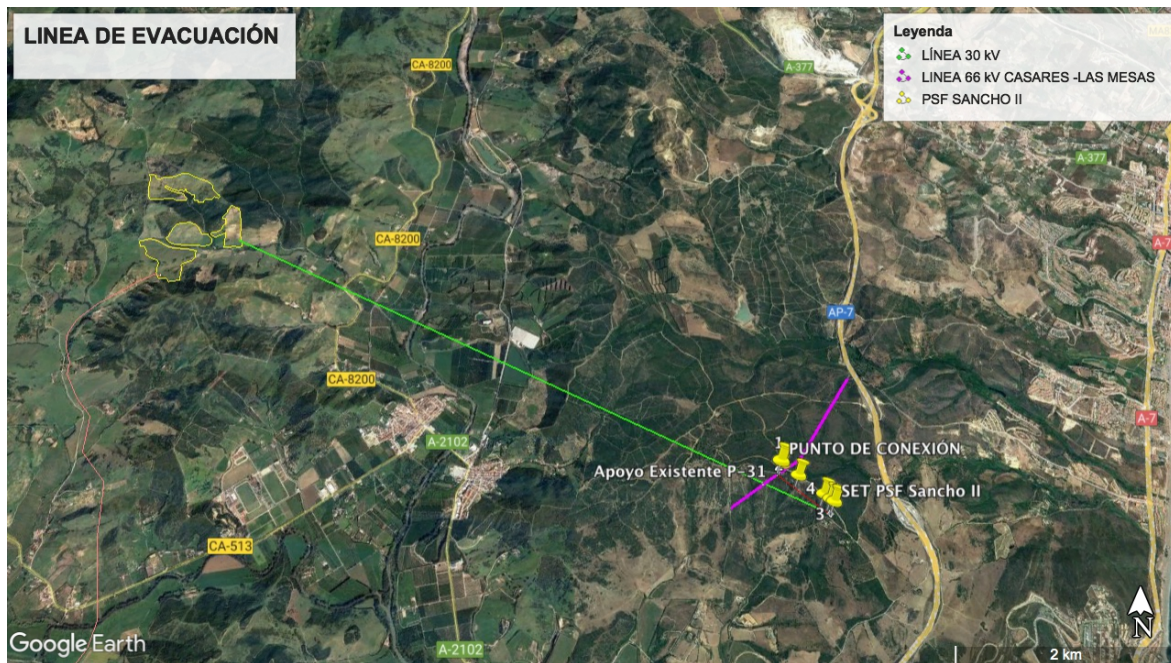 LINEA DE EVACUACIÓN
Leyenda
LÍNEA 30 kV
LINEA 66 kV CASARES -LAS MESAS
PSF SANCHO II
CA-8200
A-377
A-377
CA-8200
A-7
AP-7
CA-8200
A-7
A-2102
1
PUNTO DE CONEXIÓN
Apoyo Existente P-31
4
SET PSF Sancho II
3
CA-513
A-2102
Google Earth
N
2 km